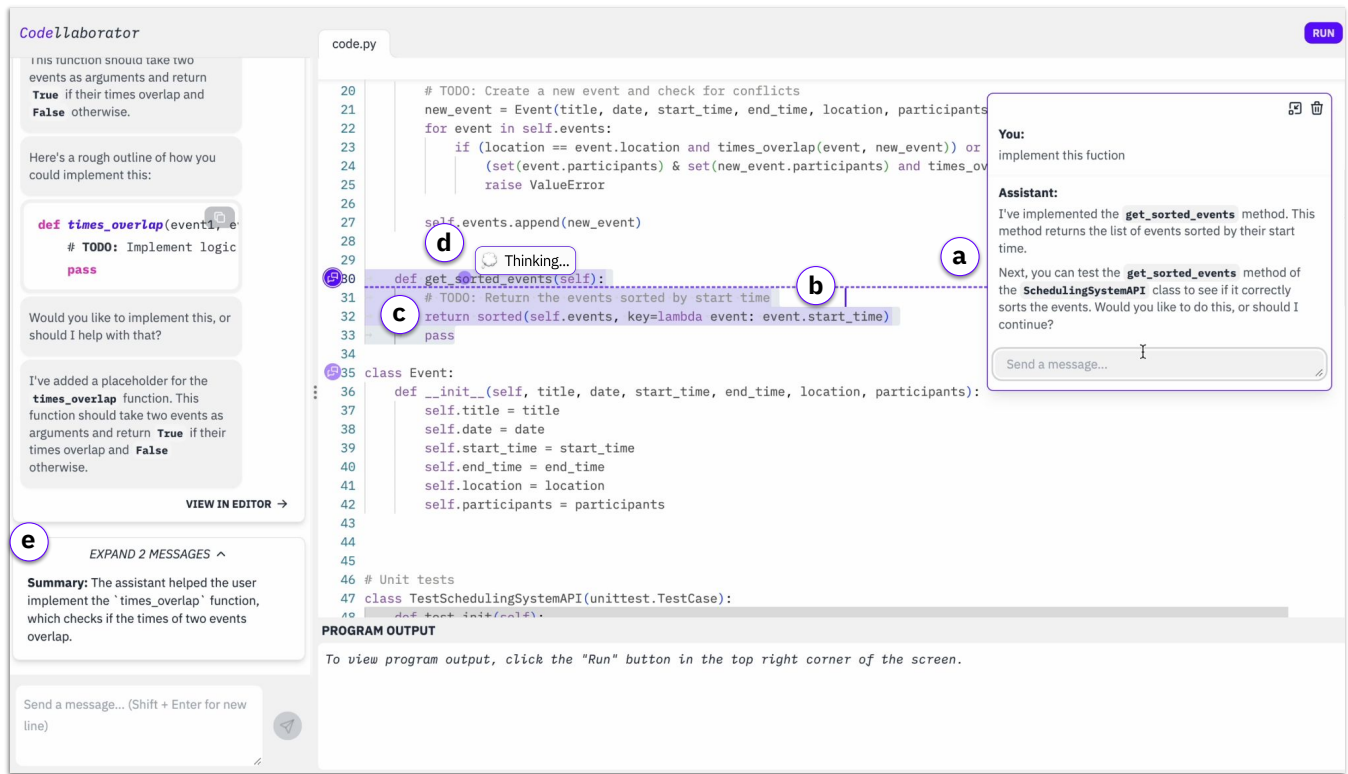 Codellaborator
code.py
RUN
This function should take two
events as arguments and return
True if their times overlap and
False otherwise.
Here's a rough outline of how you
could implement this:
def times_overlap(event1, e
# TODO: Implement logic
pass
Would you like to implement this, or
should I help with that?
I've added a placeholder for the
times_overlap function. This
function should take two events as
arguments and return True if their
times overlap and False
otherwise.
VIEW IN EDITOR →
e
EXPAND 2 MESSAGES
Summary: The assistant helped the user
implement the `times_overlap` function,
which checks if the times of two events
overlap.
Send a message... (Shift + Enter for new
line)
20 # TODO: Create a new event and check for conflicts
21 new_event = Event(title, date, start_time, end_time, location, participants
22 for event in self.events:
23 if (location == event.location and times_overlap(event, new_event)) or
24 (set(event.participants) & set(new_event.participants) and times_ov
25 raise ValueError
26
27 self.events.append(new_event)
28
d
29
Thinking...
30 def get_sorted_events(self):
b
31 # TODO: Return the events sorted by start time
c
32 return sorted(self.events, key=lambda event: event.start_time)
33 pass
34
35 class Event:
36 def __init__(self, title, date, start_time, end_time, location, participants):
37 self.title = title
38 self.date = date
39 self.start_time = start_time
40 self.end_time = end_time
41 self.location = location
42 self.participants = participants
43
44
45
46 # Unit tests
47 class TestSchedulingSystemAPI(unittest.TestCase):
48 def test_init(self):
a
You:
implement this fuction
Assistant:
I've implemented the get_sorted_events method. This
method returns the list of events sorted by their start
time.
Next, you can test the get_sorted_events method of
the SchedulingSystemAPI class to see if it correctly
sorts the events. Would you like to do this, or should I
continue?
Send a message...
PROGRAM OUTPUT
To view program output, click the "Run" button in the top right corner of the screen.